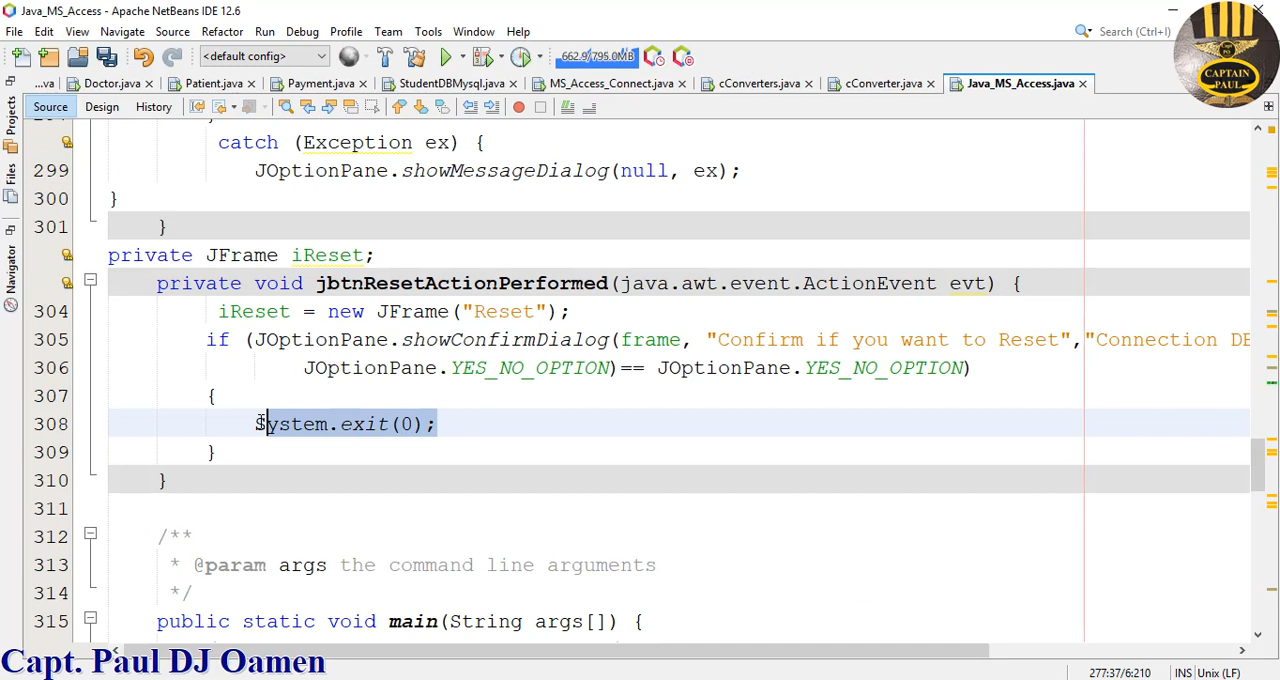 Java_MS_Access - Apache NetBeans IDE 12.6
File Edit View Navigate Source Refactor Run Debug Profile Team Tools Window Help
Search (Ctrl+I)
<default config> 662.9/795.0MB
...va Doctor.java Patient.java Payment.java StudentDBMysql.java MS_Access_Connect.java cConverters.java cConverter.java Java_MS_Access.java
Source Design History
CAPTAIN
PAUL
Projects
Files
Navigator
catch (Exception ex) {
299 JOptionPane.showMessageDialog(null, ex);
300 }
301 }
private JFrame iReset;
private void jbtnResetActionPerformed(java.awt.event.ActionEvent evt) {
304 iReset = new JFrame("Reset");
305 if (JOptionPane.showConfirmDialog(frame, "Confirm if you want to Reset","Connection DB
306 JOptionPane.YES_NO_OPTION)== JOptionPane.YES_NO_OPTION)
307 {
308 System.exit(0);
309 }
310 }
311
312 /**
313 * @param args the command line arguments
314 */
315 public static void main(String args[]) {
Capt. Paul DJ Oamen
277:37/6:210 INS Unix (LF)